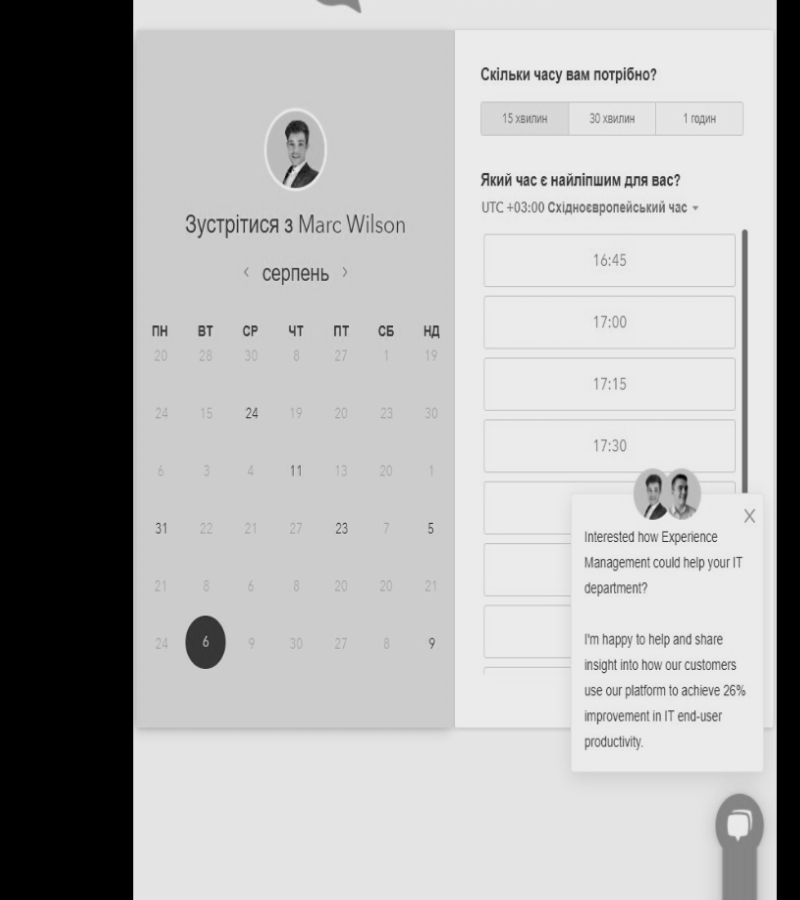 Зустрітися з Marc Wilson
‹ серпень ›
ПН ВТ СР ЧТ ПТ СБ НД
20 28 30 8 27 1 19
24 15 24 19 20 23 30
6 3 4 11 13 20 1
31 22 21 27 23 7 5
21 8 6 8 20 20 21
24 6 9 30 27 8 9
Скільки часу вам потрібно?
15 хвилин 30 хвилин 1 годин
Який час є найліпшим для вас?
UTC +03:00 Східноєвропейський час
16:45
17:00
17:15
17:30
X
Interested how Experience
Management could help your IT
department?
I'm happy to help and share
insight into how our customers
use our platform to achieve 26%
improvement in IT end-user
productivity.